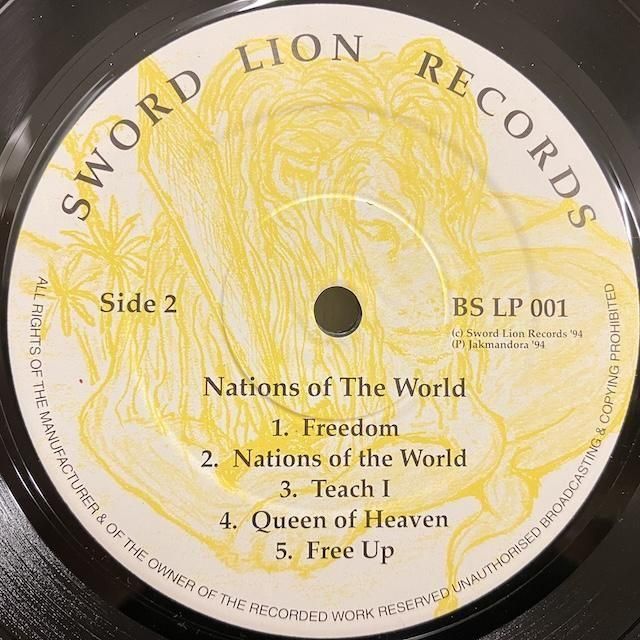 SWORD LION RECORDS
Side 2
BS LP 001
(c) Sword Lion Records '94
(P) Jakmandora '94
Nations of The World
1. Freedom
2. Nations of the World
3. Teach I
4. Queen of Heaven
5. Free Up
ALL RIGHTS OF THE MANUFACTURER & OF THE OWNER OF THE RECORDED WORK RESERVED UNAUTHORISED BROADCASTING & COPYING PROHIBITED